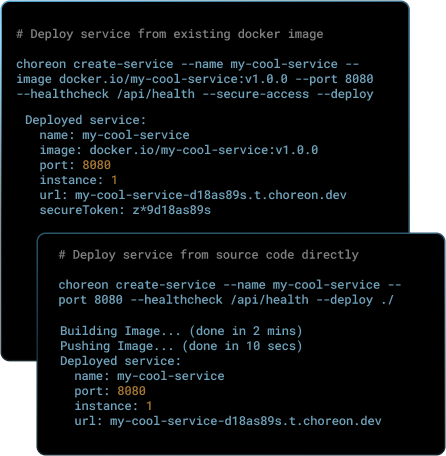 # Deploy service from existing docker image
choreon create-service --name my-cool-service --
image docker.io/my-cool-service:v1.0.0 --port 8080
--healthcheck /api/health --secure-access --deploy
Deployed service:
name: my-cool-service
image: docker.io/my-cool-service:v1.0.0
port: 8080
instance: 1
url: my-cool-service-d18as89s.t.choreon.dev
secureToken: z*9d18as89s
# Deploy service from source code directly
choreon create-service --name my-cool-service --
port 8080 --healthcheck /api/health --deploy ./
Building Image... (done in 2 mins)
Pushing Image... (done in 10 secs)
Deployed service:
name: my-cool-service
port: 8080
instance: 1
url: my-cool-service-d18as89s.t.choreon.dev